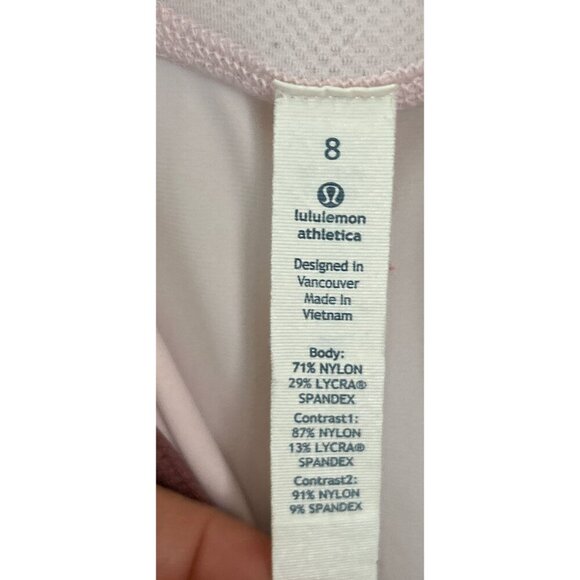 8
lululemon
athletica
Designed in
Vancouver
Made in
Vietnam
Body:
71% NYLON
29% LYCRA®
SPANDEX
Contrast1:
87% NYLON
13% LYCRA®
SPANDEX
Contrast2:
91% NYLON
9% SPANDEX